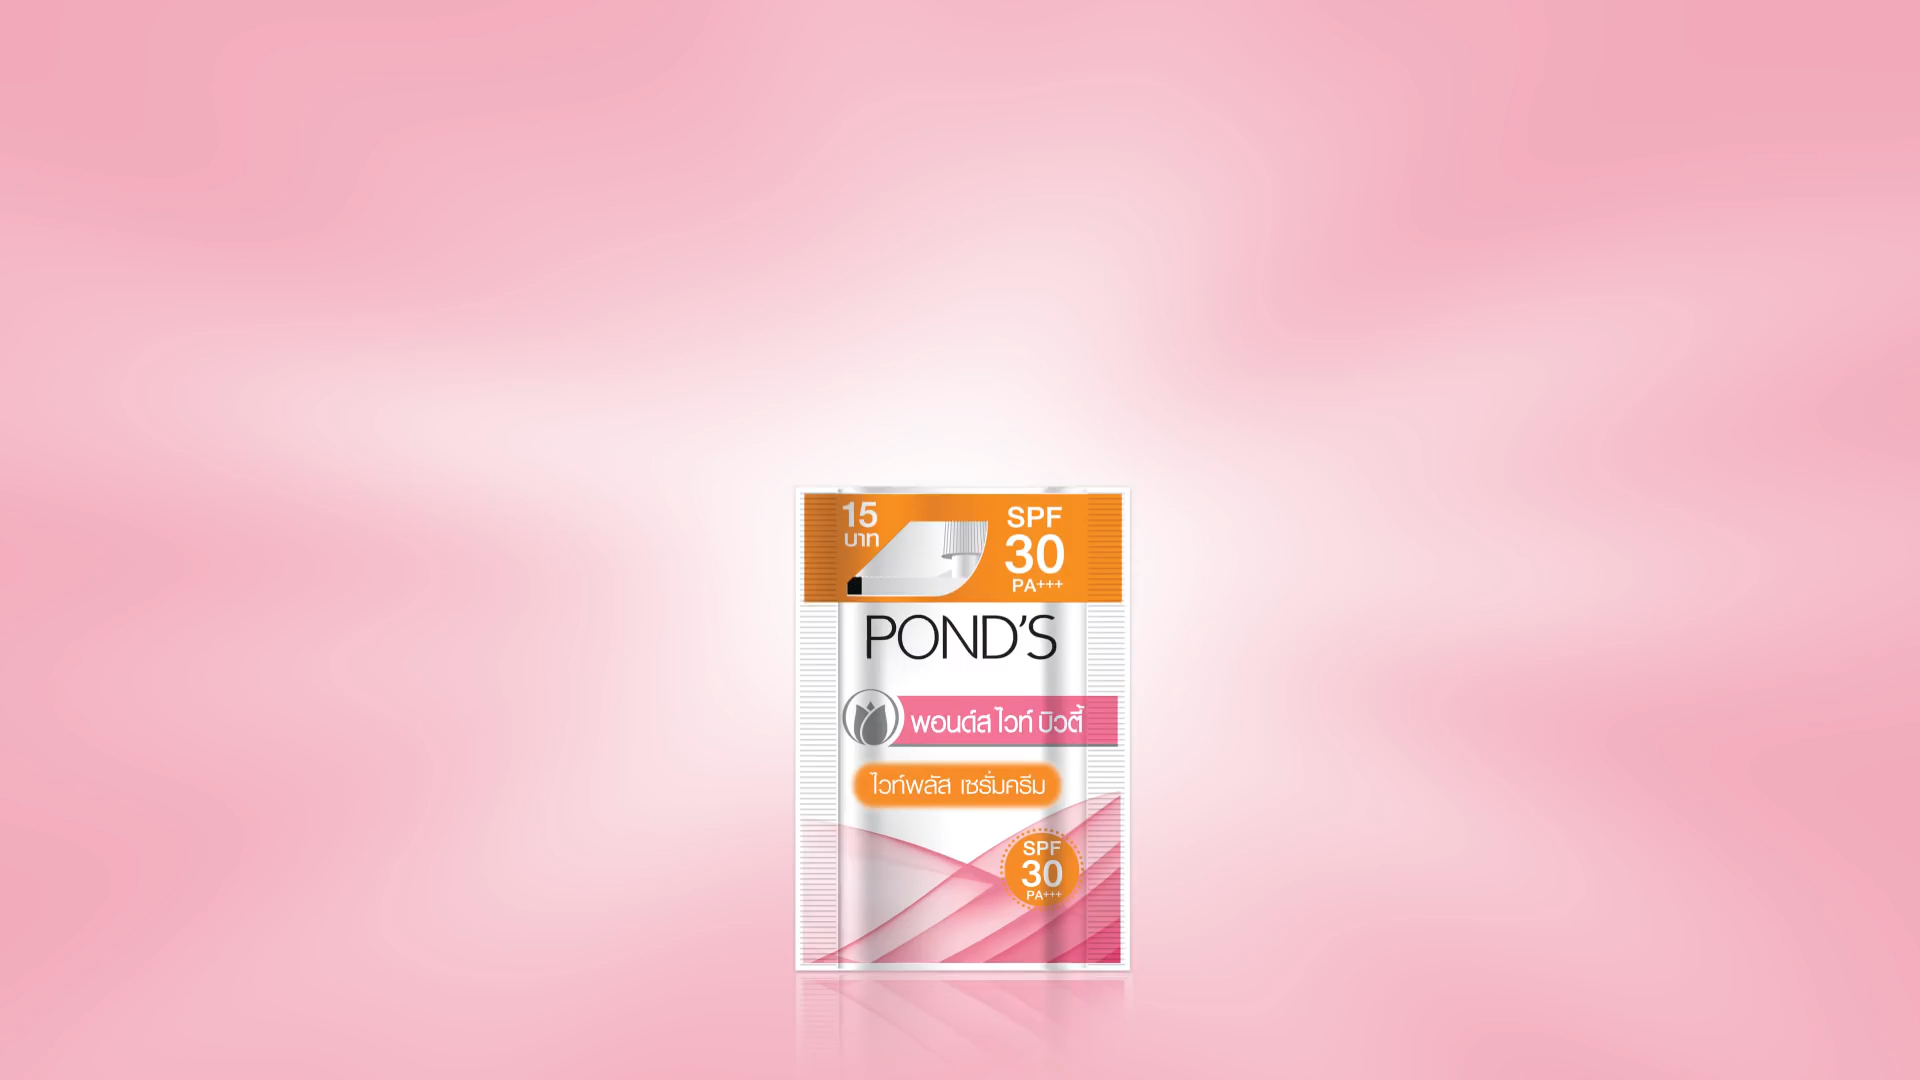 15
บาท
SPF
30
PA+++
POND'S
พอนด์ส ไวท์ บิวตี้
ไวท์พลัส เซรั่มครีม
SPF
30
PA+++